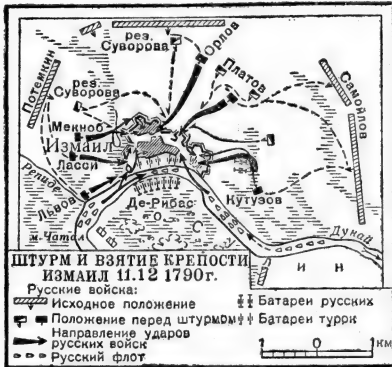 рез. Суворова
Орлов
Платов
Самойлов
Потемкин
рез. Суворова
Мекноб
Измаил
Ласси
Репида
Львов
м. Чатал
Де-Рибас
О.
С
Кутузов
Дунай
И Н
ШТУРМ И ВЗЯТИЕ КРЕПОСТИ
ИЗМАИЛ 11.12 1790 г.
Русские войска:
Исходное положение
Положение перед штурмом
Направление ударов
русских войск
Русский флот
Батареи русских
Батареи турок
1 0 1 км